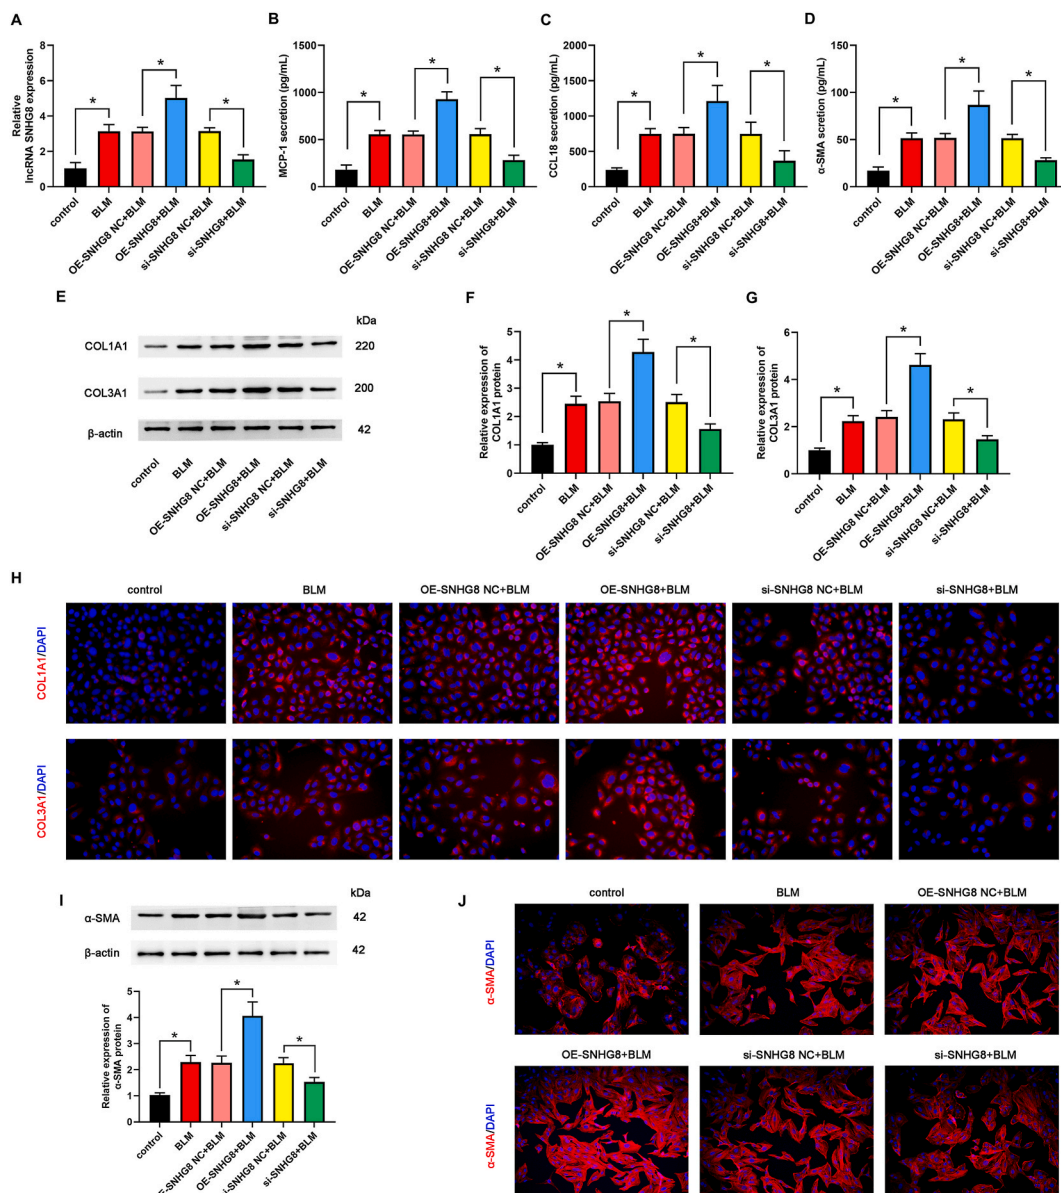 A
Relative
lncRNA SNHG8 expression
8
6
4
2
0
*
*
*
control
BLM
OE-SNHG8 NC+BLM
OE-SNHG8+BLM
si-SNHG8 NC+BLM
si-SNHG8+BLM
B
MCP-1 secretion (pg/mL)
1500
1000
500
0
*
*
*
control
BLM
OE-SNHG8 NC+BLM
OE-SNHG8+BLM
si-SNHG8 NC+BLM
si-SNHG8+BLM
C
CCL18 secretion (pg/mL)
2000
1500
1000
500
0
*
*
*
control
BLM
OE-SNHG8 NC+BLM
OE-SNHG8+BLM
si-SNHG8 NC+BLM
si-SNHG8+BLM
D
α-SMA scretion (pg/mL)
150
100
50
0
*
*
*
control
BLM
OE-SNHG8 NC+BLM
OE-SNHG8+BLM
si-SNHG8 NC+BLM
si-SNHG8+BLM
E
kDa
COL1A1
220
COL3A1
200
β-actin
42
control
BLM
OE-SNHG8 NC+BLM
OE-SNHG8+BLM
si-SNHG8 NC+BLM
si-SNHG8+BLM
F
Relative expression of
COL1A1 protein
5
4
3
2
1
0
*
*
*
control
BLM
OE-SNHG8 NC+BLM
OE-SNHG8+BLM
si-SNHG8 NC+BLM
si-SNHG8+BLM
G
Relative expression of
COL3A1 protein
6
4
2
0
*
*
*
control
BLM
OE-SNHG8 NC+BLM
OE-SNHG8+BLM
si-SNHG8 NC+BLM
si-SNHG8+BLM
H
control
BLM
OE-SNHG8 NC+BLM
OE-SNHG8+BLM
si-SNHG8 NC+BLM
si-SNHG8+BLM
COL1A1/DAPI
COL3A1/DAPI
I
kDa
α-SMA
42
β-actin
42
Relative expression of
α-SMA protein
5
4
3
2
1
0
*
*
*
control
BLM
OE-SNHG8 NC+BLM
OE-SNHG8+BLM
si-SNHG8 NC+BLM
si-SNHG8+BLM
J
control
BLM
OE-SNHG8 NC+BLM
α-SMA/DAPI
OE-SNHG8+BLM
si-SNHG8 NC+BLM
si-SNHG8+BLM
α-SMA/DAPI